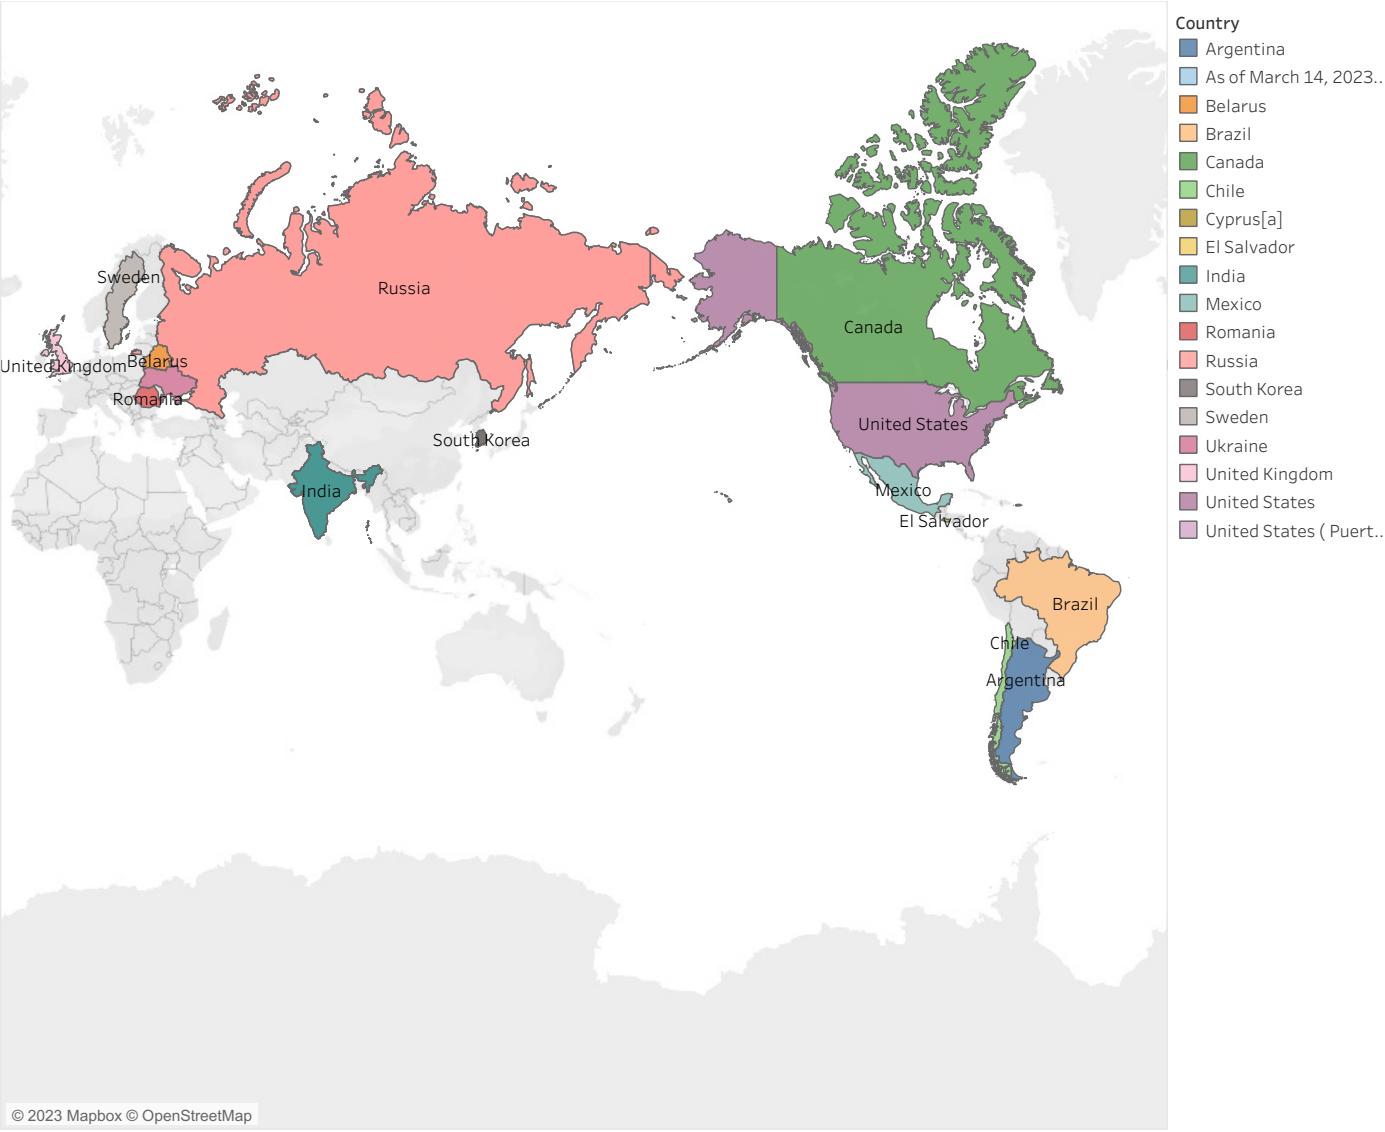 Country
Argentina
As of March 14, 2023..
Belarus
Brazil
Canada
Chile
Cyprus[a]
El Salvador
India
Mexico
Romania
Russia
South Korea
Sweden
Ukraine
United Kingdom
United States
United States ( Puert..
Sweden
Russia
Canada
United Kingdom
Belarus
Romania
United States
South Korea
India
Mexico
El Salvador
Brazil
Chile
Argentina
© 2023 Mapbox © OpenStreetMap